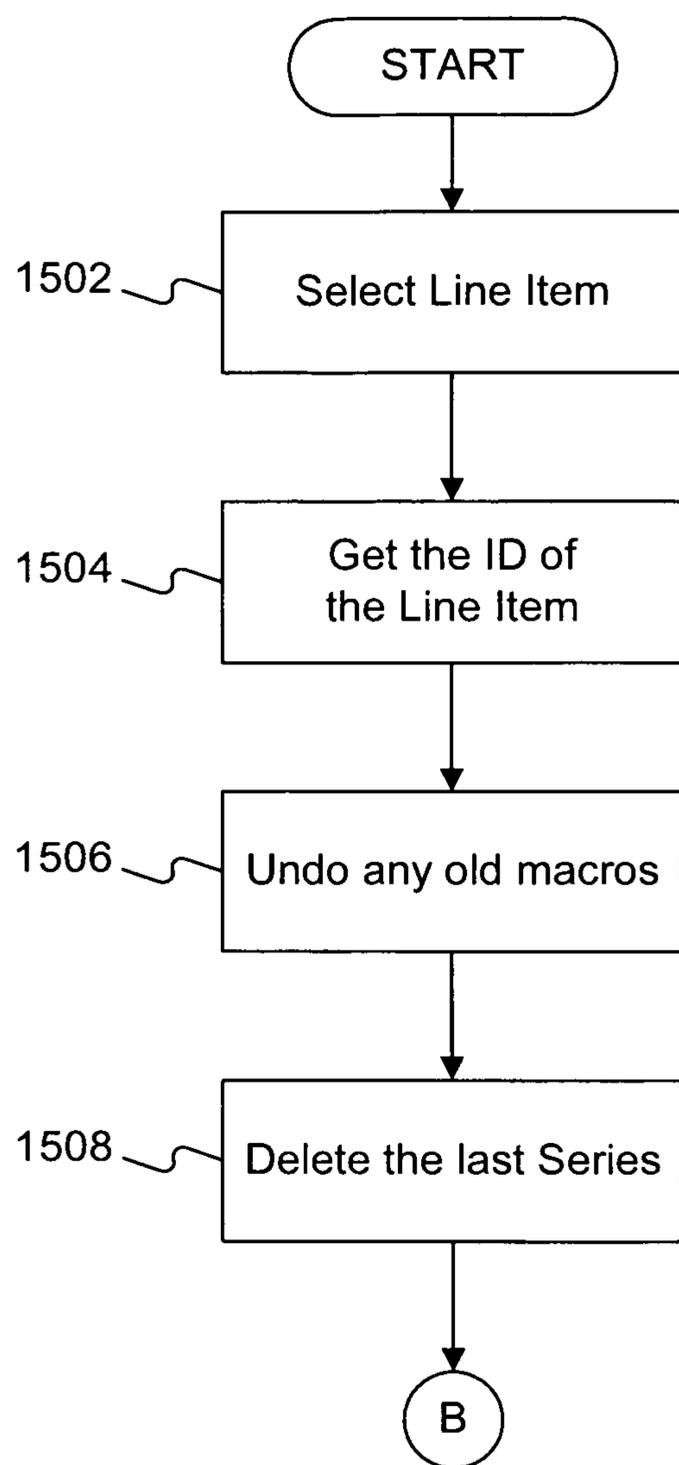 START
1502
Select Line Item
1504
Get the ID of
the Line Item
1506
Undo any old macros
1508
Delete the last Series
B